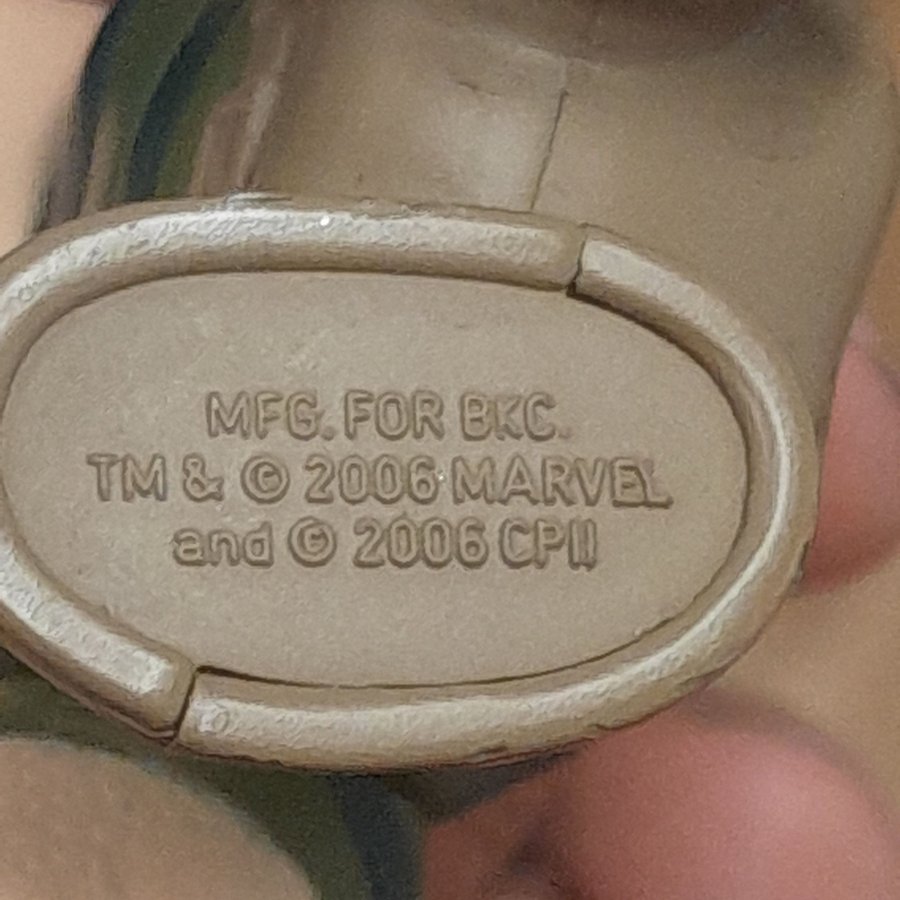 MFG. FOR BKC.
TM & © 2006 MARVEL
and © 2006 CPII